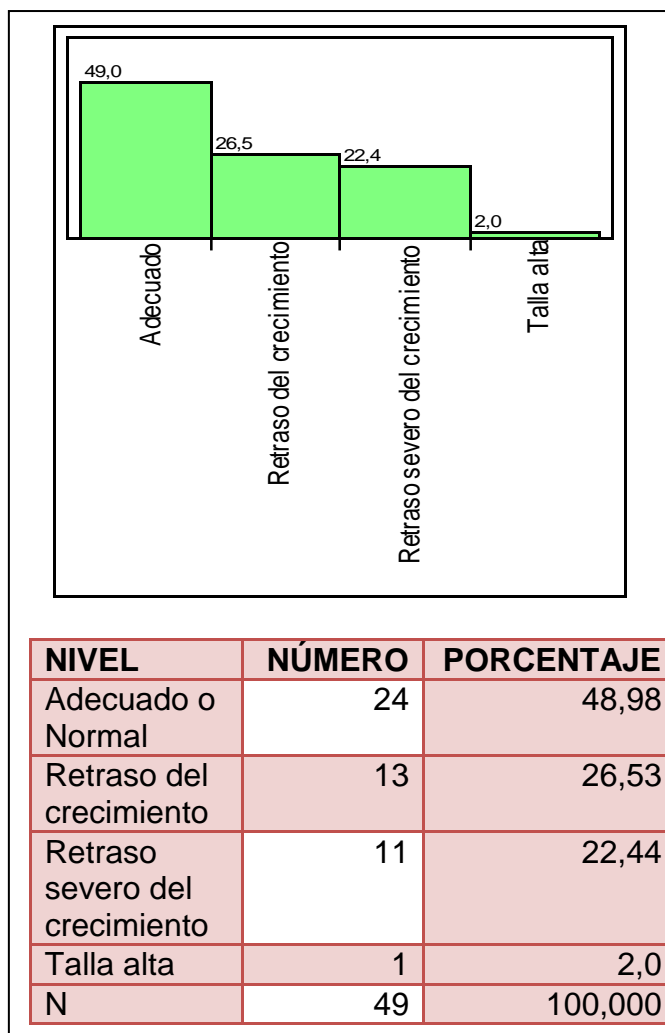 49,0
26,5
22,4
2,0
Adecuado
Retraso del crecimiento
Retraso severo del crecimiento
Talla alta
NIVEL NÚMERO PORCENTAJE
Adecuado o 24 48,98
Normal
Retraso del 13 26,53
crecimiento
Retraso 11 22,44
severo del
crecimiento
Talla alta 1 2,0
N 49 100,000